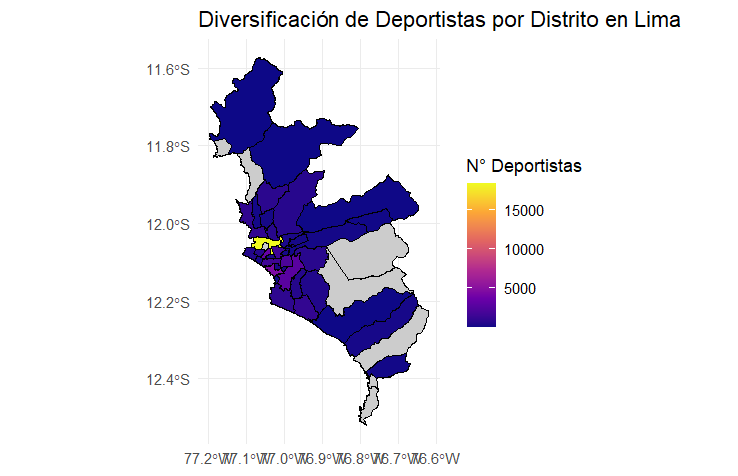 Diversificación de Deportistas por Distrito en Lima
11.6°S
11.8°S
12.0°S
12.2°S
12.4°S
77.2°W 77.1°W 77.0°W 76.9°W 76.8°W 76.7°W 76.6°W
N° Deportistas
15000
10000
5000